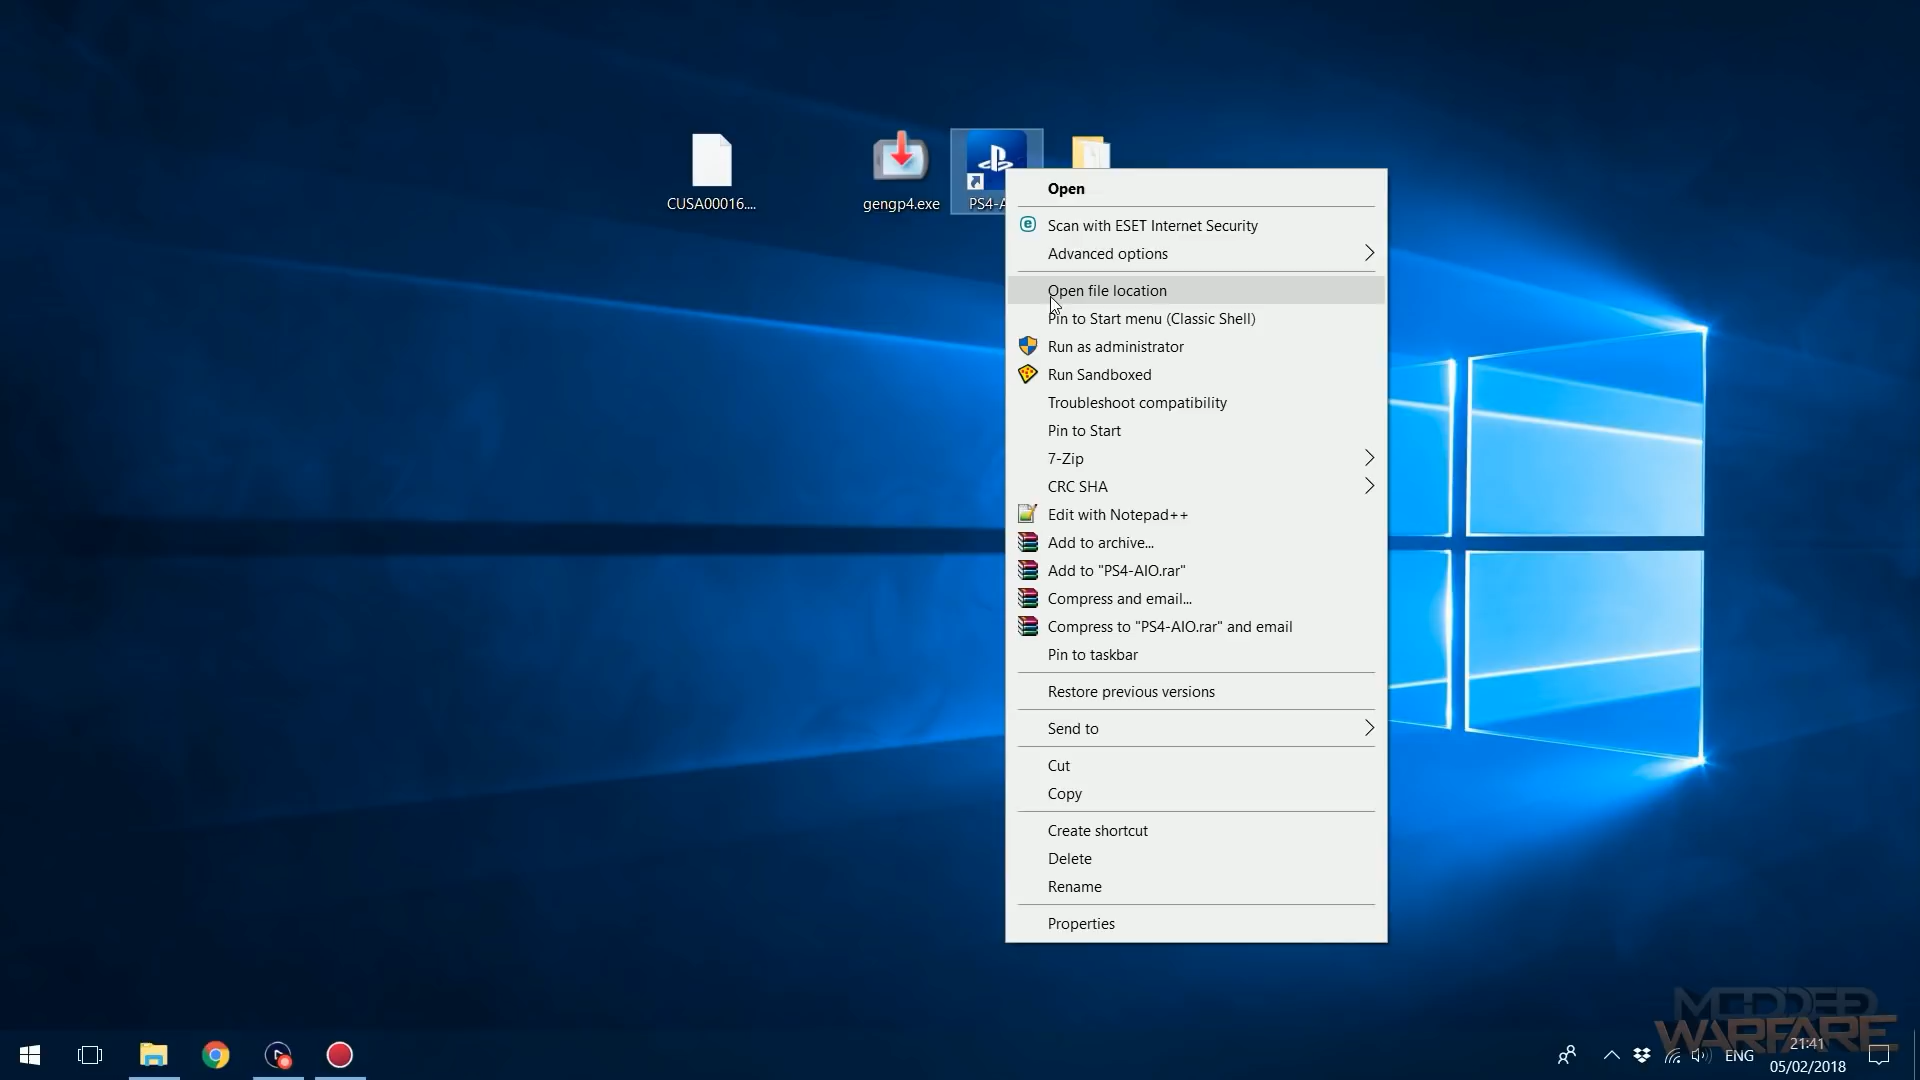 CUSA00016....
gengp4.exe
PS4-A
Open
Scan with ESET Internet Security
Advanced options
Open file location
Pin to Start menu (Classic Shell)
Run as administrator
Run Sandboxed
Troubleshoot compatibility
Pin to Start
7-Zip
CRC SHA
Edit with Notepad++
Add to archive...
Add to "PS4-AIO.rar"
Compress and email...
Compress to "PS4-AIO.rar" and email
Pin to taskbar
Restore previous versions
Send to
Cut
Copy
Create shortcut
Delete
Rename
Properties
MODDED
WARFARE
ENG
21:41
05/02/2018